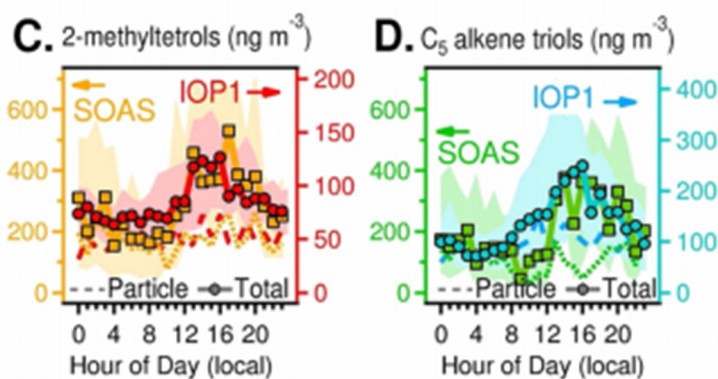 C. 2-methyltetrols (ng m⁻³)
600
400
200
0
SOAS
IOP1
200
150
100
50
0
Particle
Total
0 4 8 12 16 20
Hour of Day (local)
D. C₅ alkene triols (ng m⁻³)
600
400
200
0
SOAS
IOP1
400
300
200
100
0
Particle
Total
0 4 8 12 16 20
Hour of Day (local)